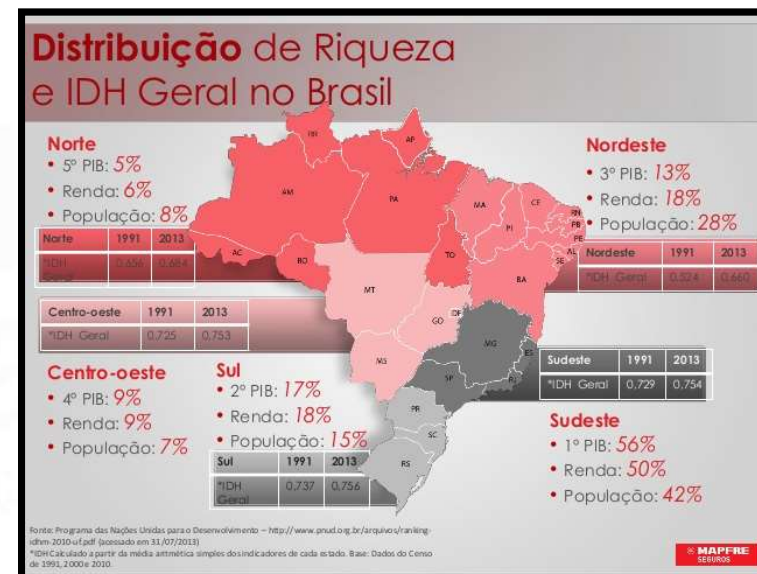 Distribuição de Riqueza
e IDH Geral no Brasil
Norte
• 5º PIB: 5%
• Renda: 6%
• População: 8%
Norte 1991 2013
*IDH Geral 0,656 0,684
Nordeste
• 3º PIB: 13%
• Renda: 18%
• População: 28%
Nordeste 1991 2013
*IDH Geral 0,524 0,660
RR
AP
AM
PA
MA
CE
RN
PB
PE
AL
SE
PI
AC
RO
TO
BA
MT
DF
GO
MG
ES
MS
SP
RJ
PR
SC
RS
Centro-oeste 1991 2013
*IDH Geral 0,725 0,753
Centro-oeste
• 4º PIB: 9%
• Renda: 9%
• População: 7%
Sul
• 2º PIB: 17%
• Renda: 18%
• População: 15%
Sul 1991 2013
*IDH Geral 0,737 0,756
Sudeste 1991 2013
*IDH Geral 0,729 0,754
Sudeste
• 1º PIB: 56%
• Renda: 50%
• População: 42%
Fonte: Programa das Nações Unidas para o Desenvolvimento – http://www.pnud.org.br/arquivos/ranking-
idhm-2010-uf.pdf (acessado em 31/07/2013)
*IDH Calculado a partir da média aritmética simples dos indicadores de cada estado. Base: Dados do Censo
de 1991, 2000 e 2010.
MAPFRE
SEGUROS